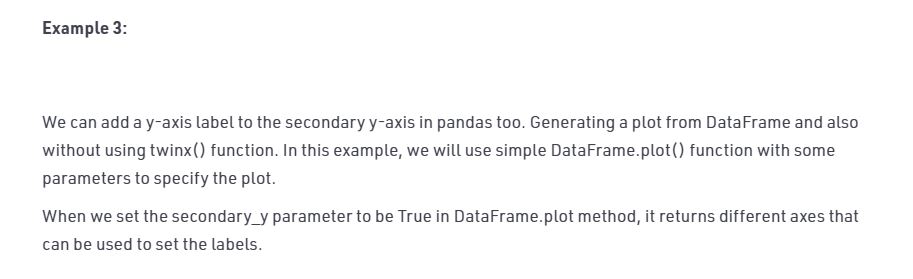 Example 3:
We can add a y-axis label to the secondary y-axis in pandas too. Generating a plot from DataFrame and also
without using twinx() function. In this example, we will use simple DataFrame.plot() function with some
parameters to specify the plot.
When we set the secondary_y parameter to be True in DataFrame.plot method, it returns different axes that
can be used to set the labels.